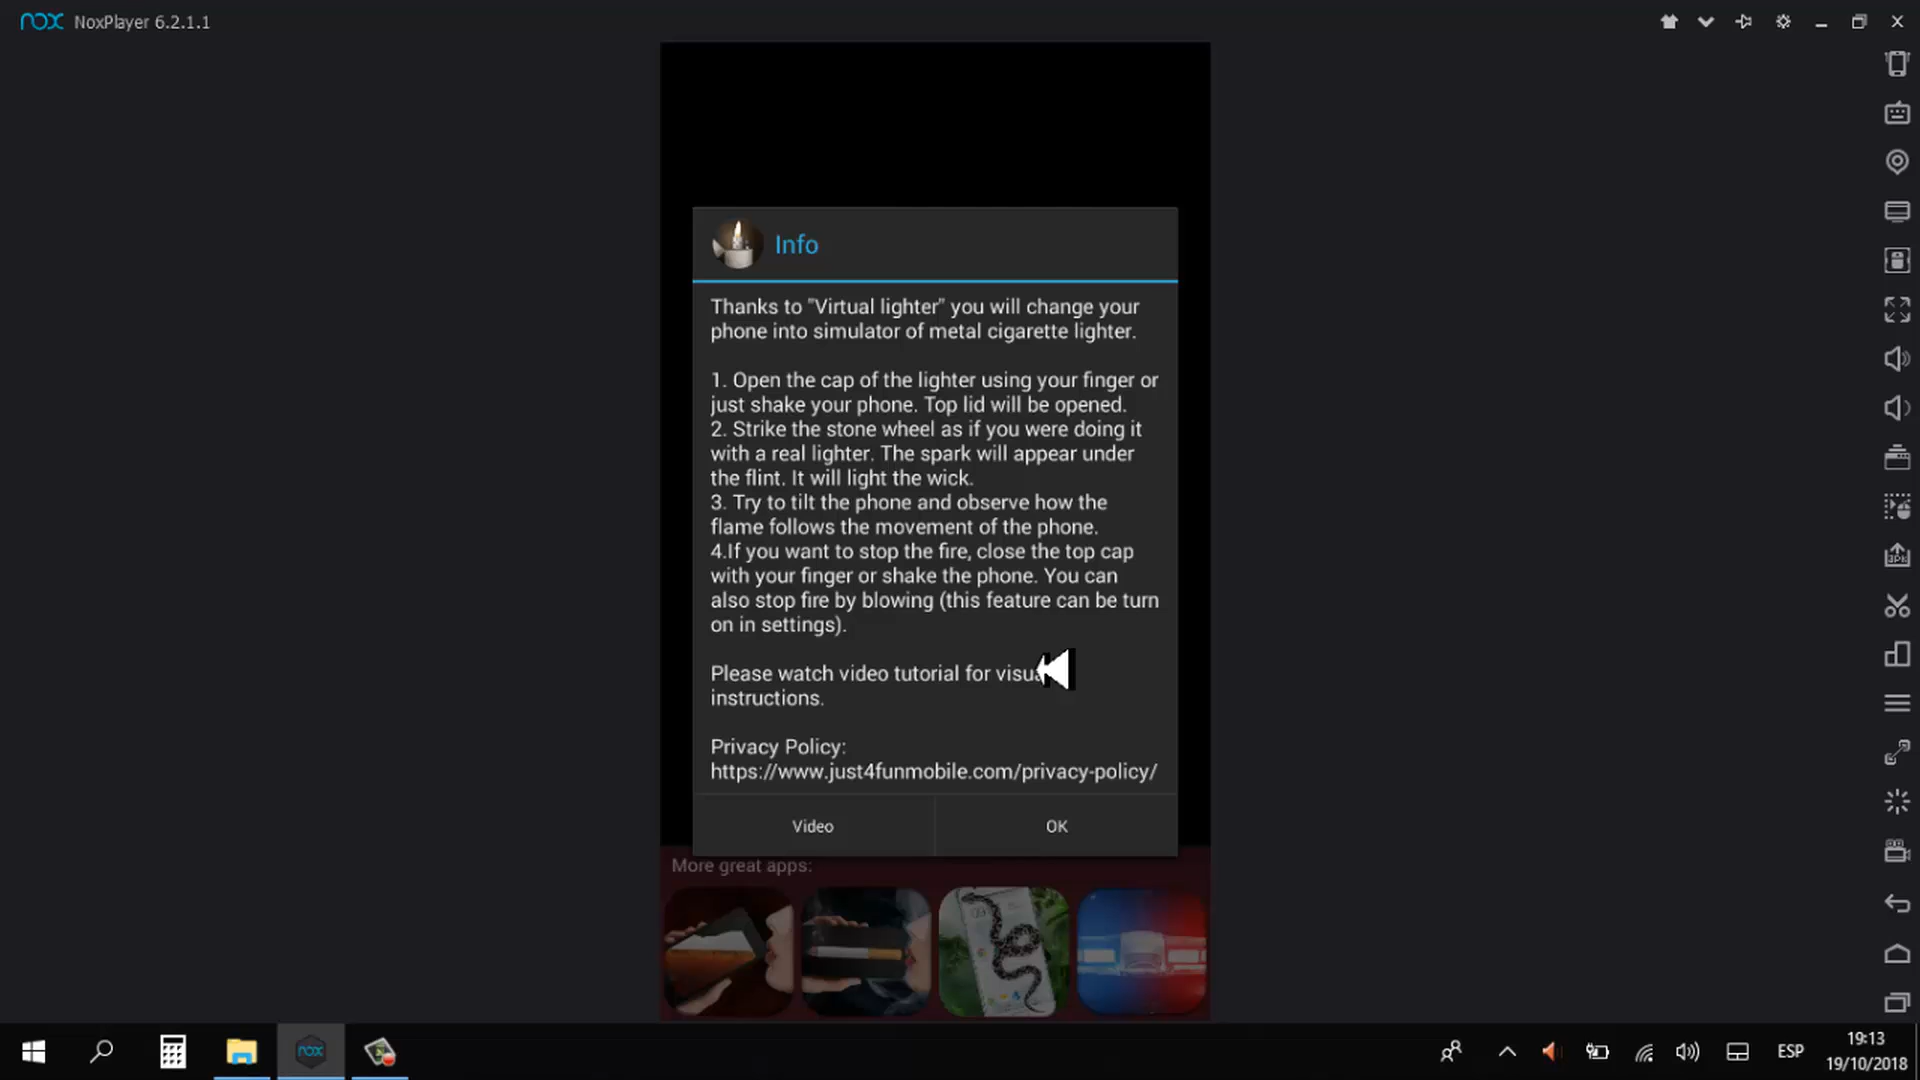 nox NoxPlayer 6.2.1.1
Info
Thanks to "Virtual lighter" you will change your
phone into simulator of metal cigarette lighter.
1. Open the cap of the lighter using your finger or
just shake your phone. Top lid will be opened.
2. Strike the stone wheel as if you were doing it
with a real lighter. The spark will appear under
the flint. It will light the wick.
3. Try to tilt the phone and observe how the
flame follows the movement of the phone.
4.If you want to stop the fire, close the top cap
with your finger or shake the phone. You can
also stop fire by blowing (this feature can be turn
on in settings).
Please watch video tutorial for
instructions.
Privacy Policy:
https://www.just4funmobile.com/privacy-policy/
Video OK
More great apps:
nox
ESP
19:13
19/10/2018